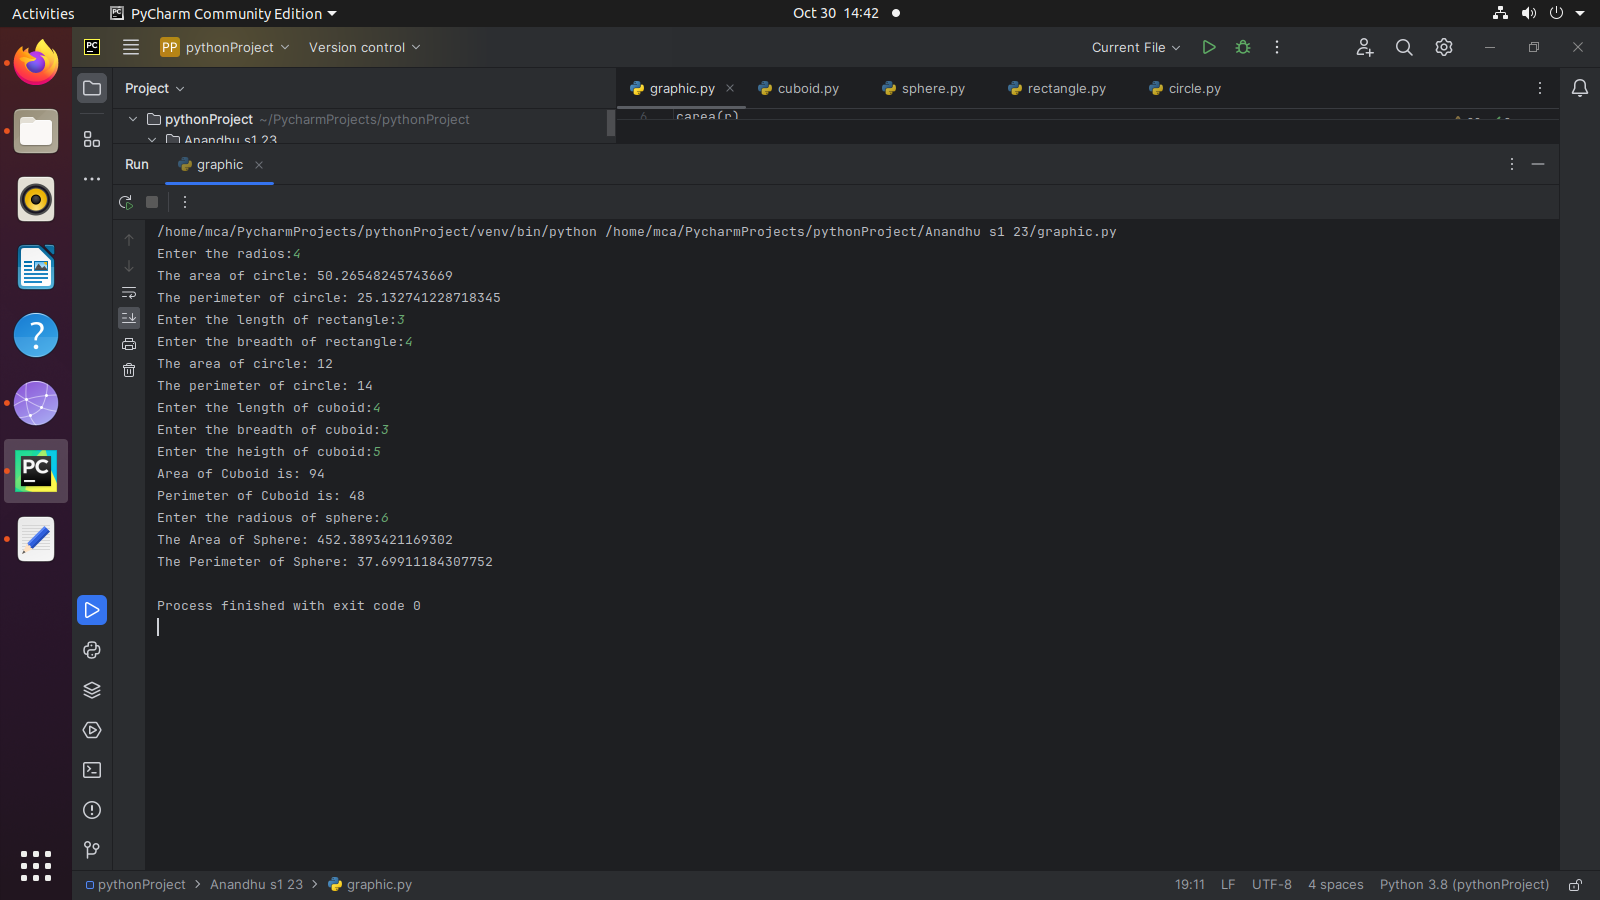 Activities PyCharm Community Edition Oct 30 14:42
PC PP pythonProject Version control Current File
Project graphic.py cuboid.py sphere.py rectangle.py circle.py
pythonProject ~/PycharmProjects/pythonProject 6 carea(r)
Anandhu s1 23
Run graphic
/home/mca/PycharmProjects/pythonProject/venv/bin/python /home/mca/PycharmProjects/pythonProject/Anandhu s1 23/graphic.py
Enter the radios:4
The area of circle: 50.26548245743669
The perimeter of circle: 25.132741228718345
Enter the length of rectangle:3
Enter the breadth of rectangle:4
The area of circle: 12
The perimeter of circle: 14
Enter the length of cuboid:4
Enter the breadth of cuboid:3
Enter the heigth of cuboid:5
Area of Cuboid is: 94
Perimeter of Cuboid is: 48
Enter the radious of sphere:6
The Area of Sphere: 452.3893421169302
The Perimeter of Sphere: 37.69911184307752
Process finished with exit code 0
PC
pythonProject > Anandhu s1 23 > graphic.py 19:11 LF UTF-8 4 spaces Python 3.8 (pythonProject)